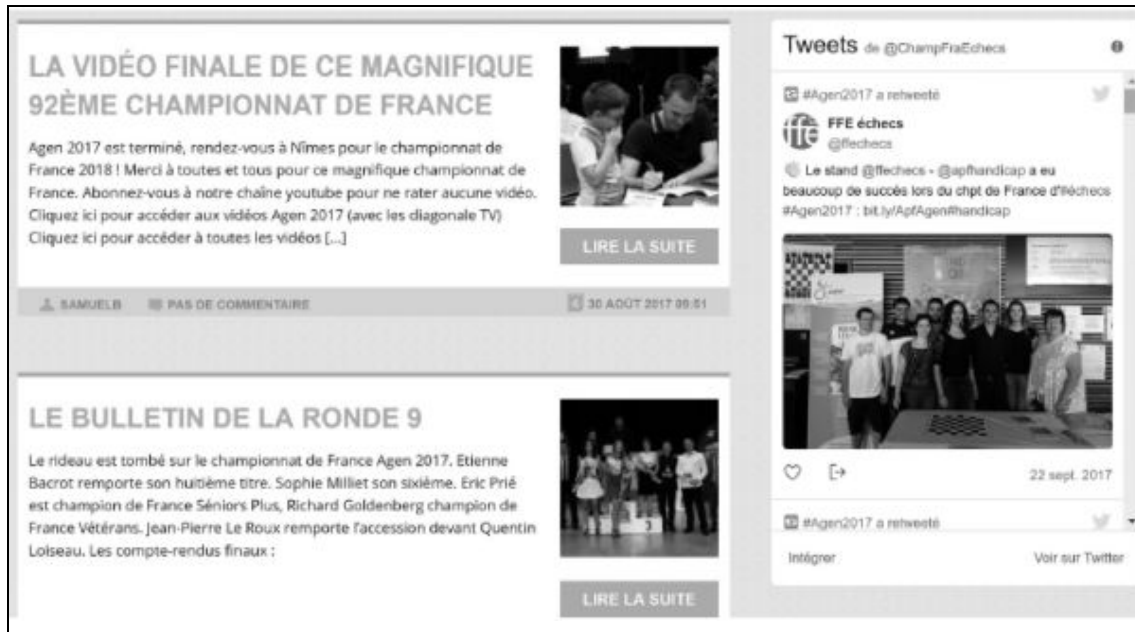 LA VIDÉO FINALE DE CE MAGNIFIQUE
92ÈME CHAMPIONNAT DE FRANCE
Agen 2017 est terminé, rendez-vous à Nîmes pour le championnat de
France 2018 ! Merci à toutes et tous pour ce magnifique championnat de
France. Abonnez-vous à notre chaîne youtube pour ne rater aucune vidéo.
Cliquez ici pour accéder aux vidéos Agen 2017 (avec les diagonale TV)
Cliquez ici pour accéder à toutes les vidéos [...]
LIRE LA SUITE
SAMUELB PAS DE COMMENTAIRE 30 AOÛT 2017 09:51
LE BULLETIN DE LA RONDE 9
Le rideau est tombé sur le championnat de France Agen 2017. Etienne
Bacrot remporte son huitième titre. Sophie Milliet son sixième. Eric Prié
est champion de France Séniors Plus, Richard Goldenberg champion de
France Vétérans. Jean-Pierre Le Roux remporte l'accession devant Quentin
Loiseau. Les compte-rendus finaux :
LIRE LA SUITE
Tweets de @ChampFraEchecs
#Agen2017 a retweeté
ffe
FFE échecs
@ffechecs
Le stand @ffechecs - @apfhandicap a eu
beaucoup de succès lors du chpt de France d'#échecs
#Agen2017 : bit.ly/ApfAgen#handicap
22 sept. 2017
#Agen2017 a retweeté
Intégrer Voir sur Twitter